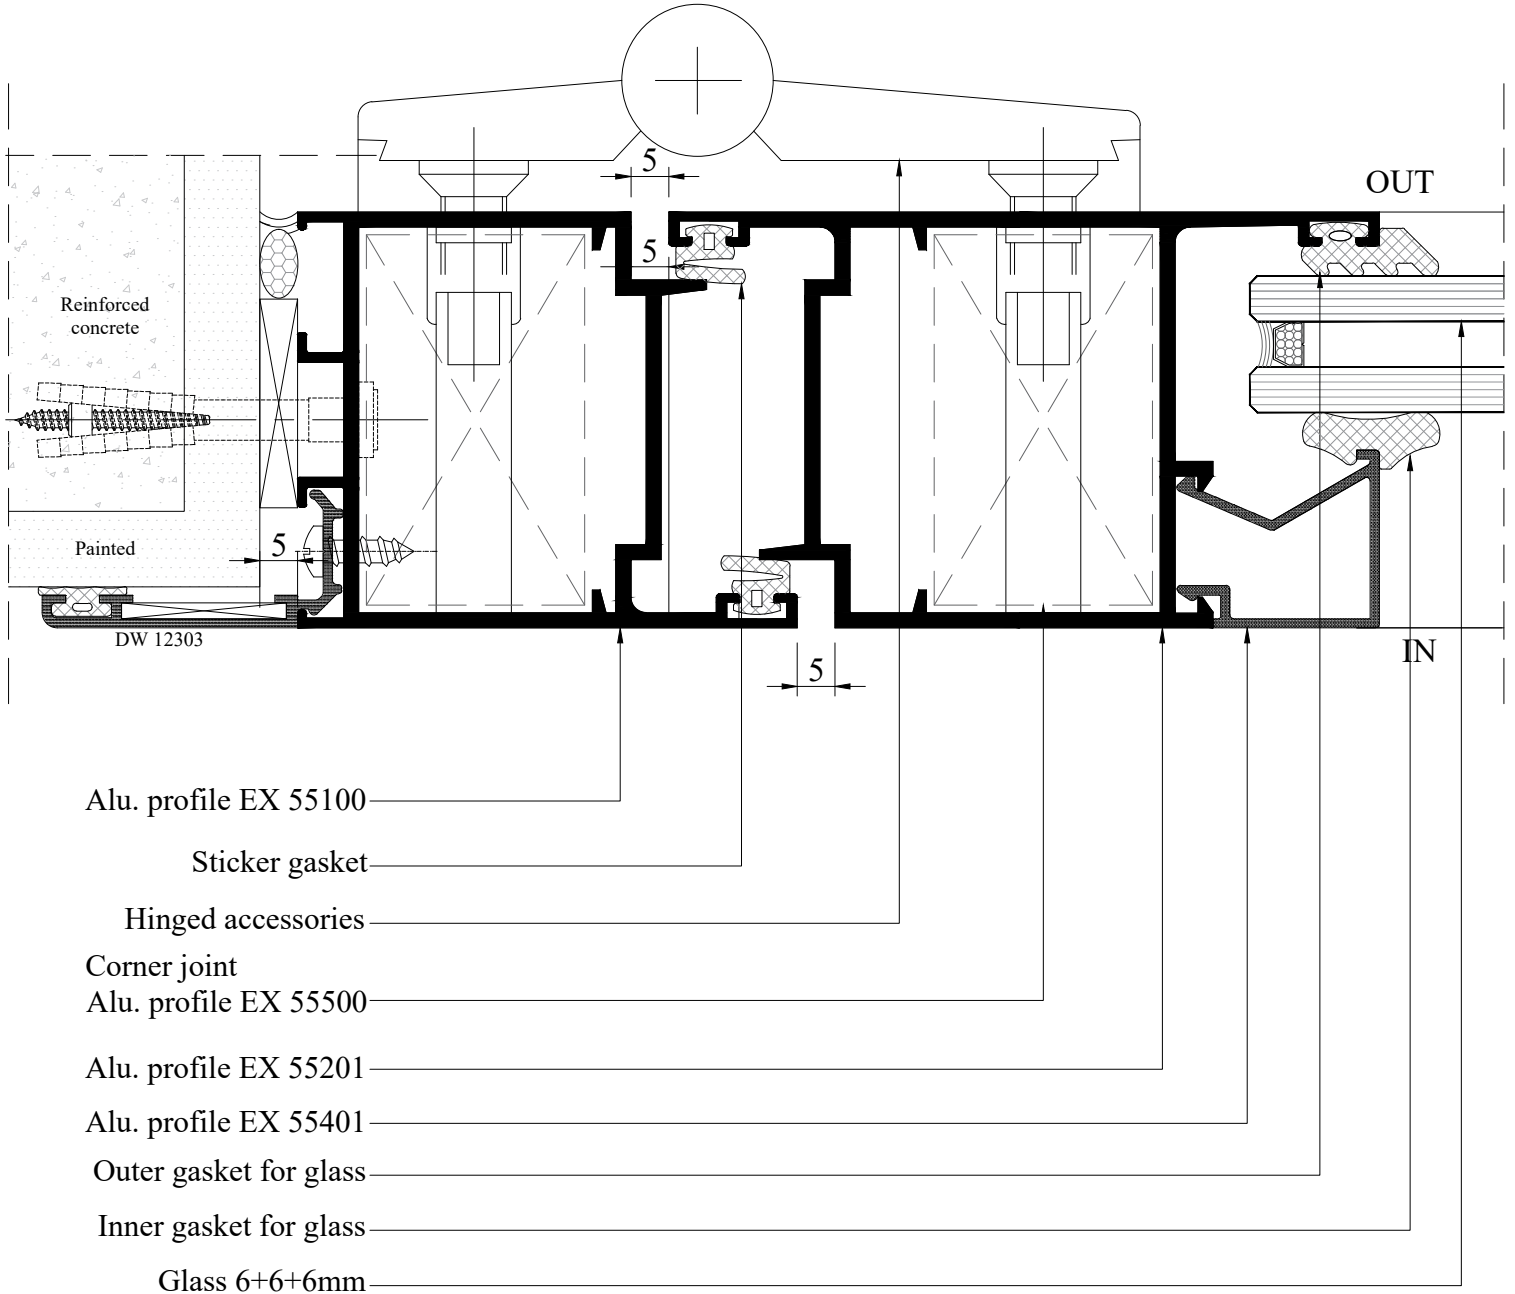 5
OUT
5
Reinforced
concrete
5
Painted
DW 12303
IN
5
Alu. profile EX 55100
Sticker gasket
Hinged accessories
Corner joint
Alu. profile EX 55500
Alu. profile EX 55201
Alu. profile EX 55401
Outer gasket for glass
Inner gasket for glass
Glass 6+6+6mm